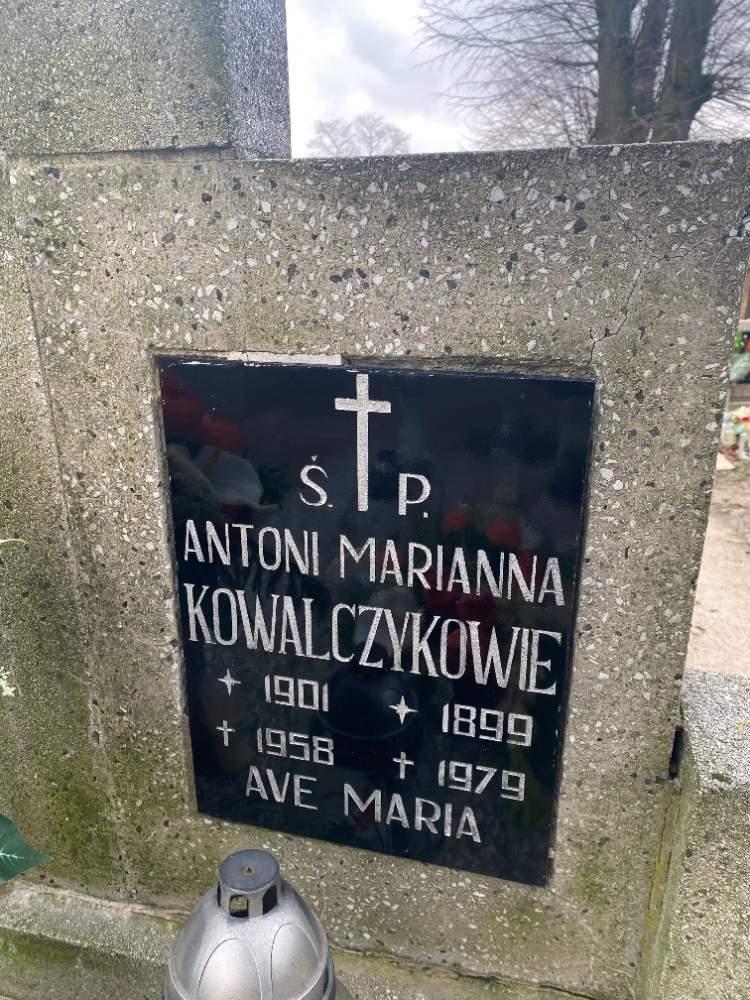 Ś. P.
ANTONI MARIANNA
KOWALCZYKOWIE
1901 1899
1958 1979
AVE MARIA